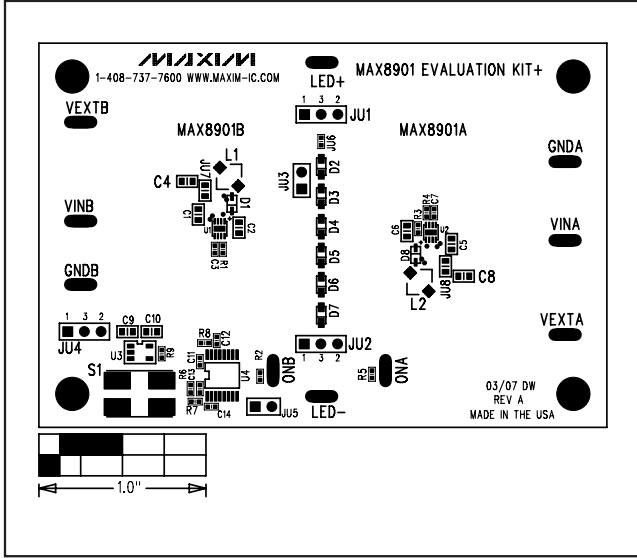 MAXIM
1-408-737-7600 WWW.MAXIM-IC.COM
LED+
MAX8901 EVALUATION KIT+
VEXTB
1 3 2
JU1
MAX8901B
MAX8901A
JU6
GNDA
L1
JU7
C4
D2
JU3
D1
D3
R4
C7
VINB
C1
U1
C2
D4
C6
R3
U2
VINA
C3
R1
D5
D8
C5
GNDB
D6
L2
JU8
C8
D7
VEXTA
1 3 2
JU4
C9
C10
R8
C12
JU2
1 3 2
U3
R9
C11
S1
R6
C13
U4
R2
ONB
R5
ONA
R7
C14
JU5
LED-
03/07 DW
REV A
MADE IN THE USA
1.0"